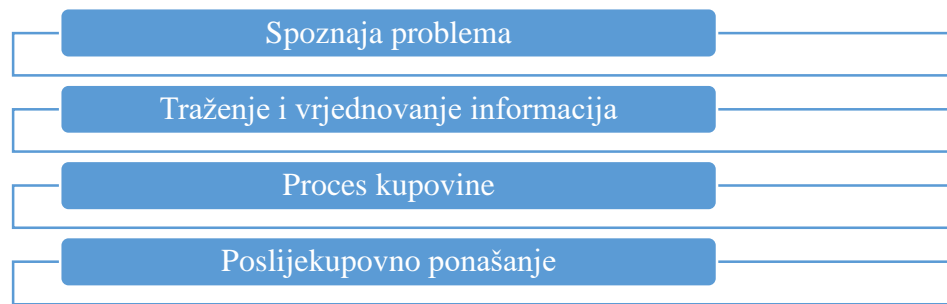 Spoznaja problema
Traženje i vrjednovanje informacija
Proces kupovine
Poslijekupovno ponašanje